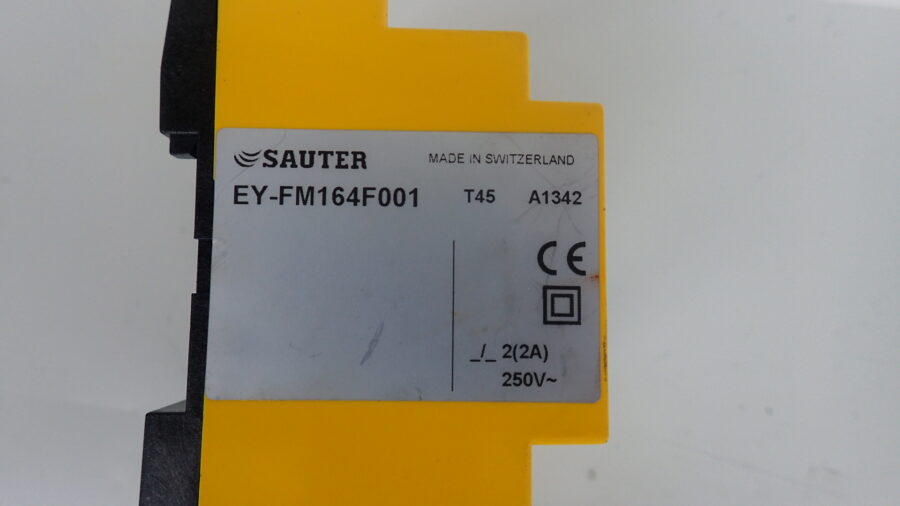 SAUTER MADE IN SWITZERLAND
EY-FM164F001 T45 A1342
CE
_/_ 2(2A)
250V~